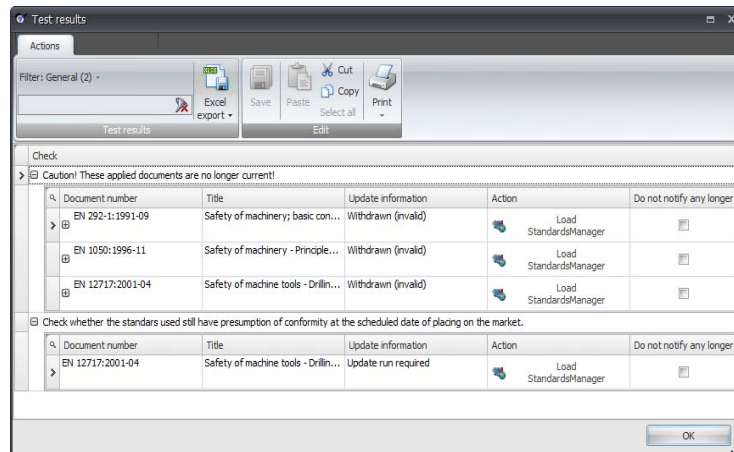 Test results
Actions
Filter: General (2) -
Excel export
Test results
Save
Paste
Cut
Copy
Select all
Print
Edit
Check
Caution! These applied documents are no longer current!
Document number Title Update information Action Do not notify any longer
EN 292-1:1991-09 Safety of machinery; basic con... Withdrawn (invalid) Load StandardsManager
EN 1050:1996-11 Safety of machinery - Principle... Withdrawn (invalid) Load StandardsManager
EN 12717:2001-04 Safety of machine tools - Drillin... Withdrawn (invalid) Load StandardsManager
Check whether the standars used still have presumption of conformity at the scheduled date of placing on the market.
Document number Title Update information Action Do not notify any longer
EN 12717:2001-04 Safety of machine tools - Drillin... Update run required Load StandardsManager
OK